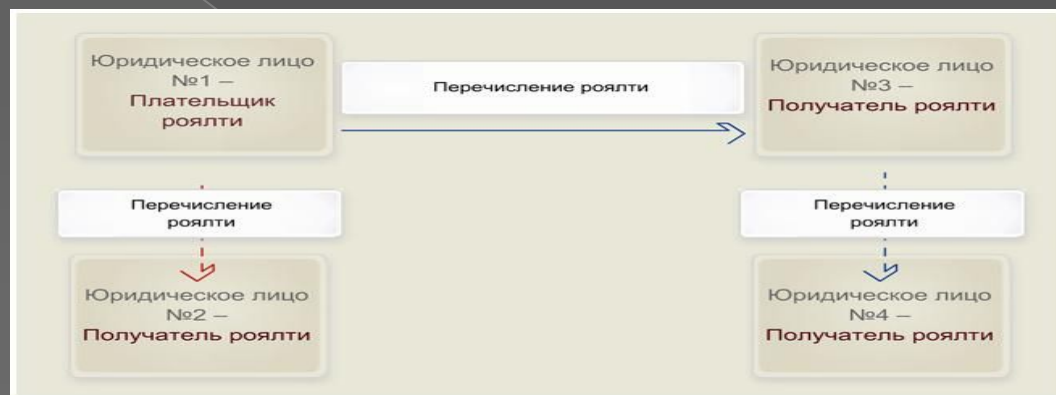 Юридическое лицо
№1 –
Плательщик
роялти
Перечисление роялти
Юридическое лицо
№3 –
Получатель роялти
Перечисление
роялти
Перечисление
роялти
Юридическое лицо
№2 –
Получатель роялти
Юридическое лицо
№4 –
Получатель роялти